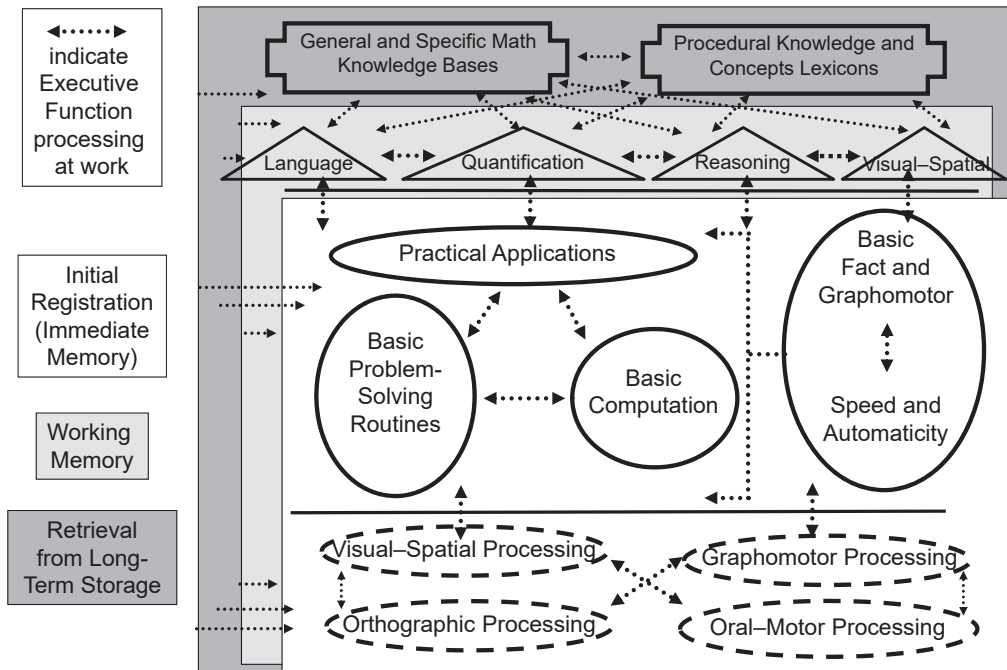 indicate
Executive
Function
processing
at work
Initial
Registration
(Immediate
Memory)
Working
Memory
Retrieval
from Long-
Term Storage
General and Specific Math
Knowledge Bases
Procedural Knowledge and
Concepts Lexicons
Language
Quantification
Reasoning
Visual–Spatial
Practical Applications
Basic
Problem-
Solving
Routines
Basic
Computation
Basic
Fact and
Graphomotor
Speed and
Automaticity
Visual–Spatial Processing
Graphomotor Processing
Orthographic Processing
Oral–Motor Processing